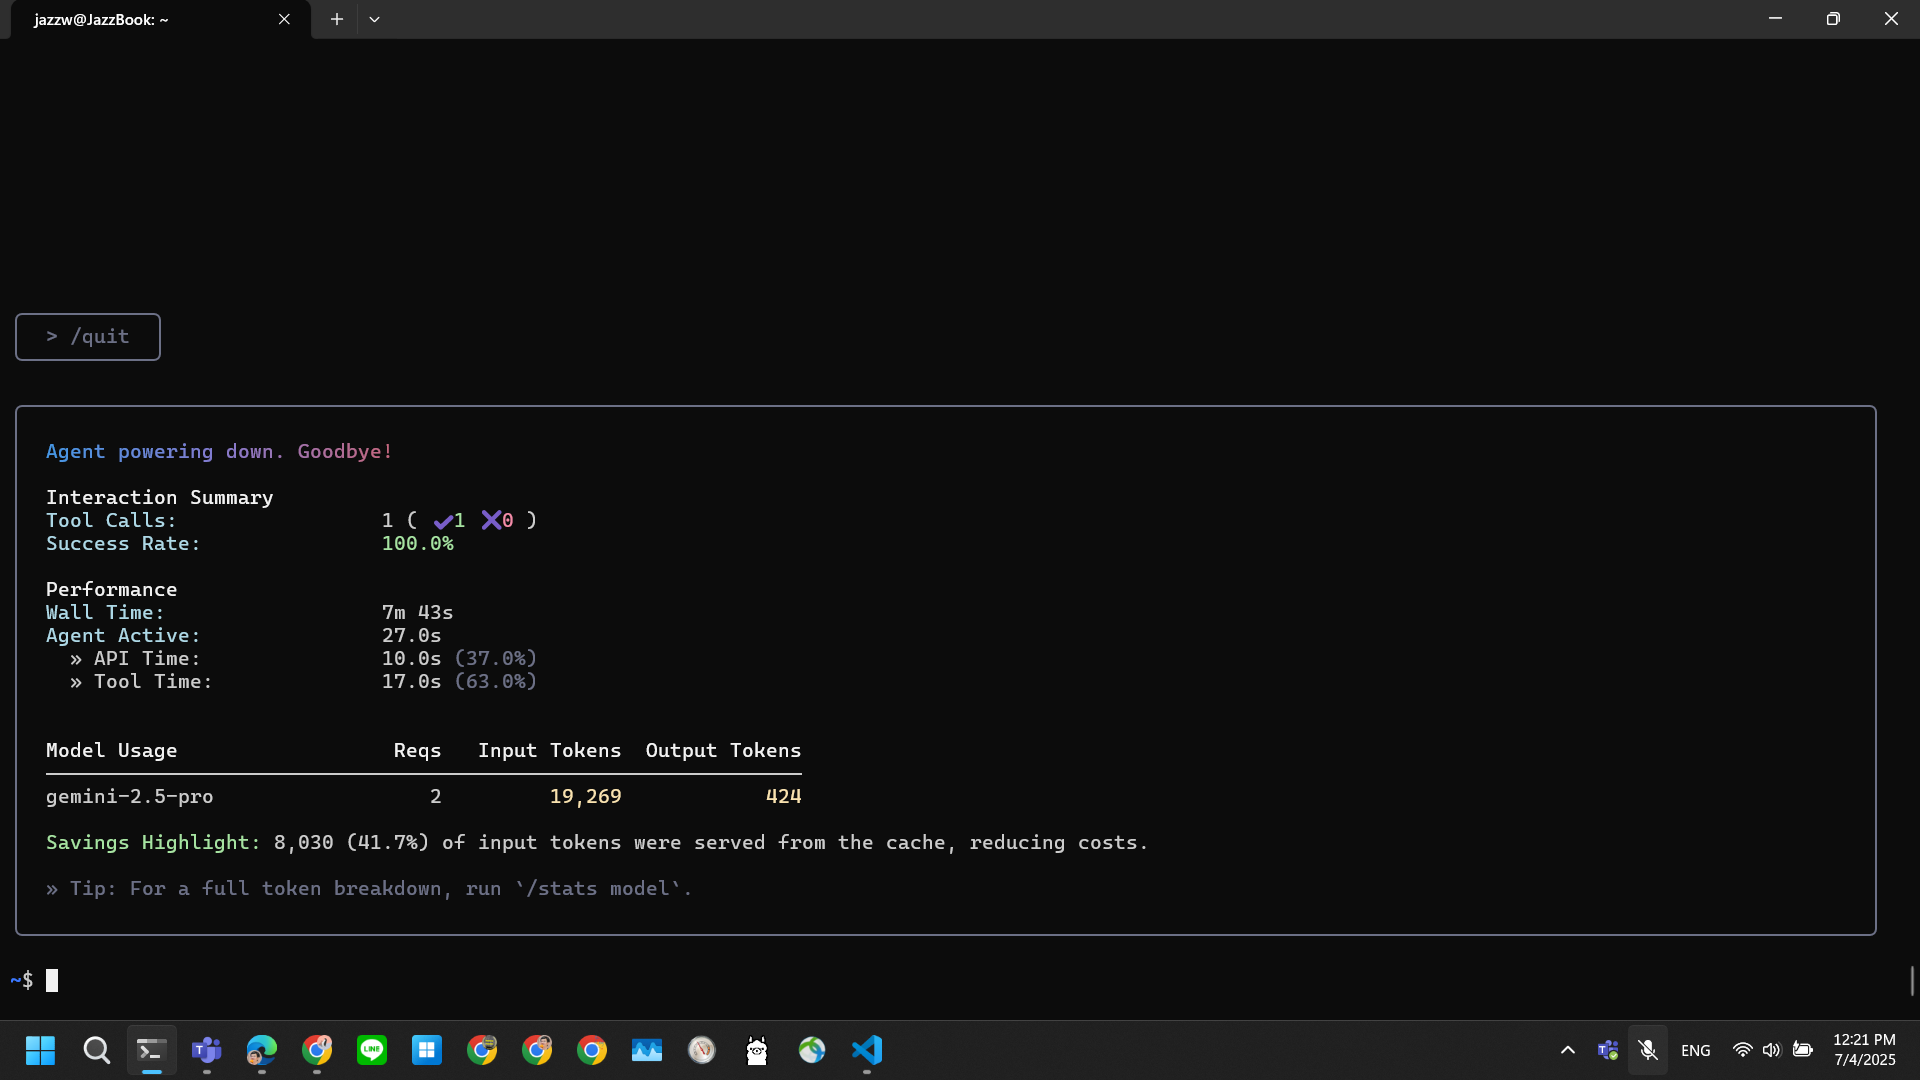 jazzw@JazzBook: ~
> /quit
Agent powering down. Goodbye!
Interaction Summary
Tool Calls: 1 ( ✔1 ✖0 )
Success Rate: 100.0%
Performance
Wall Time: 7m 43s
Agent Active: 27.0s
» API Time: 10.0s (37.0%)
» Tool Time: 17.0s (63.0%)
Model Usage Reqs Input Tokens Output Tokens
gemini-2.5-pro 2 19,269 424
Savings Highlight: 8,030 (41.7%) of input tokens were served from the cache, reducing costs.
» Tip: For a full token breakdown, run `/stats model`.
~$
LINE
ENG
12:21 PM
7/4/2025